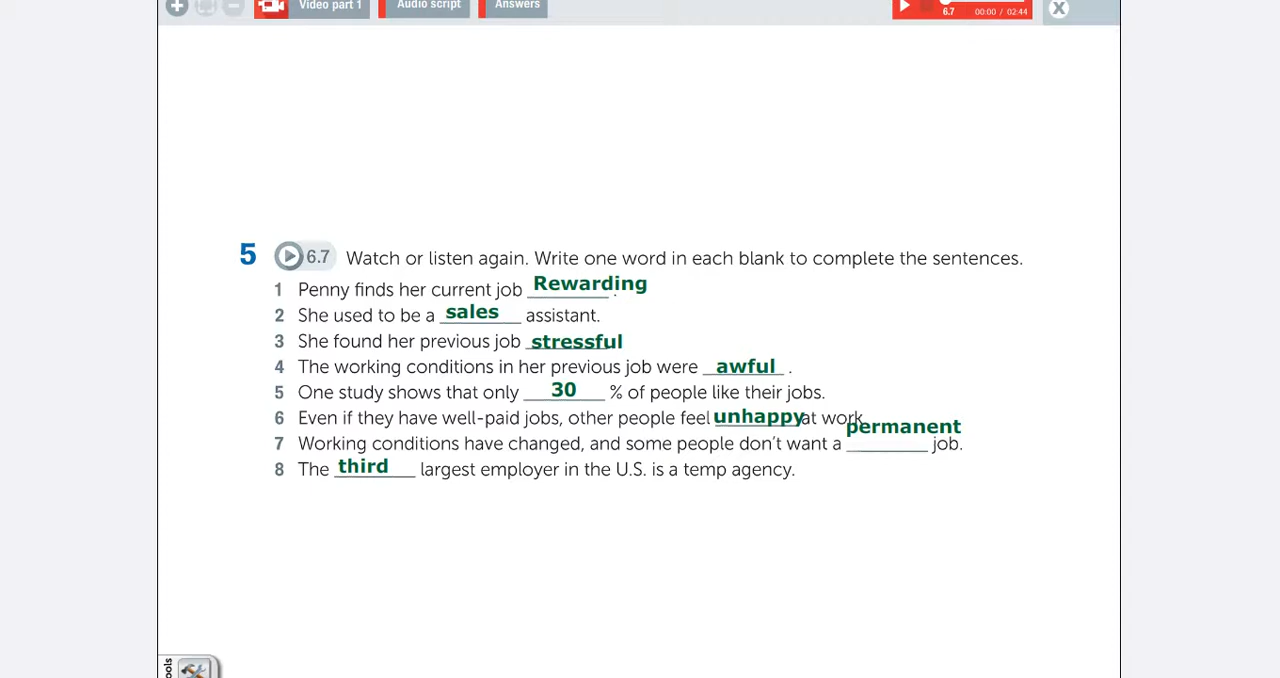 Video part 1 Audio script Answers 6.7 00:00 / 02:44 X
5 6.7 Watch or listen again. Write one word in each blank to complete the sentences.
1 Penny finds her current job Rewarding .
2 She used to be a sales assistant.
3 She found her previous job stressful
4 The working conditions in her previous job were awful .
5 One study shows that only 30 % of people like their jobs.
6 Even if they have well-paid jobs, other people feel unhappy at work
7 Working conditions have changed, and some people don't want a permanent job.
8 The third largest employer in the U.S. is a temp agency.